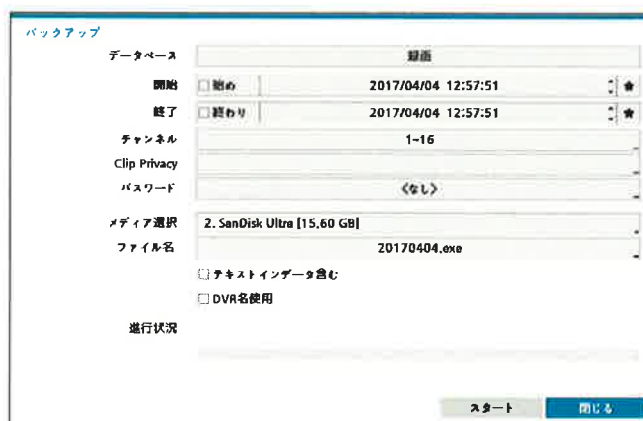 バックアップ
データベース 録画
開始 始め 2017/04/04 12:57:51
終了 終わり 2017/04/04 12:57:51
チャンネル 1~16
Clip Privacy
パスワード 〈なし〉
メディア選択 2. SanDisk Ultra [15.60 GB]
ファイル名 20170404.exe
テキストインデータ含む
DVR名使用
進行状況
スタート 閉じる